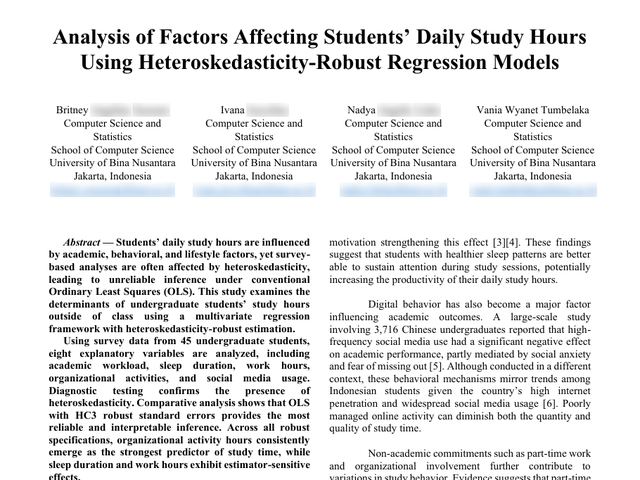 Analysis of Factors Affecting Students’ Daily Study Hours
Using Heteroskedasticity-Robust Regression Models
Britney
Computer Science and
Statistics
School of Computer Science
University of Bina Nusantara
Jakarta, Indonesia
Ivana
Computer Science and
Statistics
School of Computer Science
University of Bina Nusantara
Jakarta, Indonesia
Nadya
Computer Science and
Statistics
School of Computer Science
University of Bina Nusantara
Jakarta, Indonesia
Vania Wyanet Tumbelaka
Computer Science and
Statistics
School of Computer Science
University of Bina Nusantara
Jakarta, Indonesia
Abstract — Students’ daily study hours are influenced
by academic, behavioral, and lifestyle factors, yet survey-
based analyses are often affected by heteroskedasticity,
leading to unreliable inference under conventional
Ordinary Least Squares (OLS). This study examines the
determinants of undergraduate students’ study hours
outside of class using a multivariate regression
framework with heteroskedasticity-robust estimation.
Using survey data from 45 undergraduate students,
eight explanatory variables are analyzed, including
academic workload, sleep duration, work hours,
organizational activities, and social media usage.
Diagnostic testing confirms the presence of
heteroskedasticity. Comparative analysis shows that OLS
with HC3 robust standard errors provides the most
reliable and interpretable inference. Across all robust
specifications, organizational activity hours consistently
emerge as the strongest predictor of study time, while
sleep duration and work hours exhibit estimator-sensitive
effects.
motivation strengthening this effect [3][4]. These findings
suggest that students with healthier sleep patterns are better
able to sustain attention during study sessions, potentially
increasing the productivity of their daily study hours.
Digital behavior has also become a major factor
influencing academic outcomes. A large-scale study
involving 3,716 Chinese undergraduates reported that high-
frequency social media use had a significant negative effect
on academic performance, partly mediated by social anxiety
and fear of missing out [5]. Although conducted in a different
context, these behavioral mechanisms mirror trends among
Indonesian students given the country’s high internet
penetration and widespread social media usage [6]. Poorly
managed online activity can diminish both the quantity and
quality of study time.
Non-academic commitments such as part-time work
and organizational involvement further contribute to
variations in study behavior. Evidence suggests that part-time